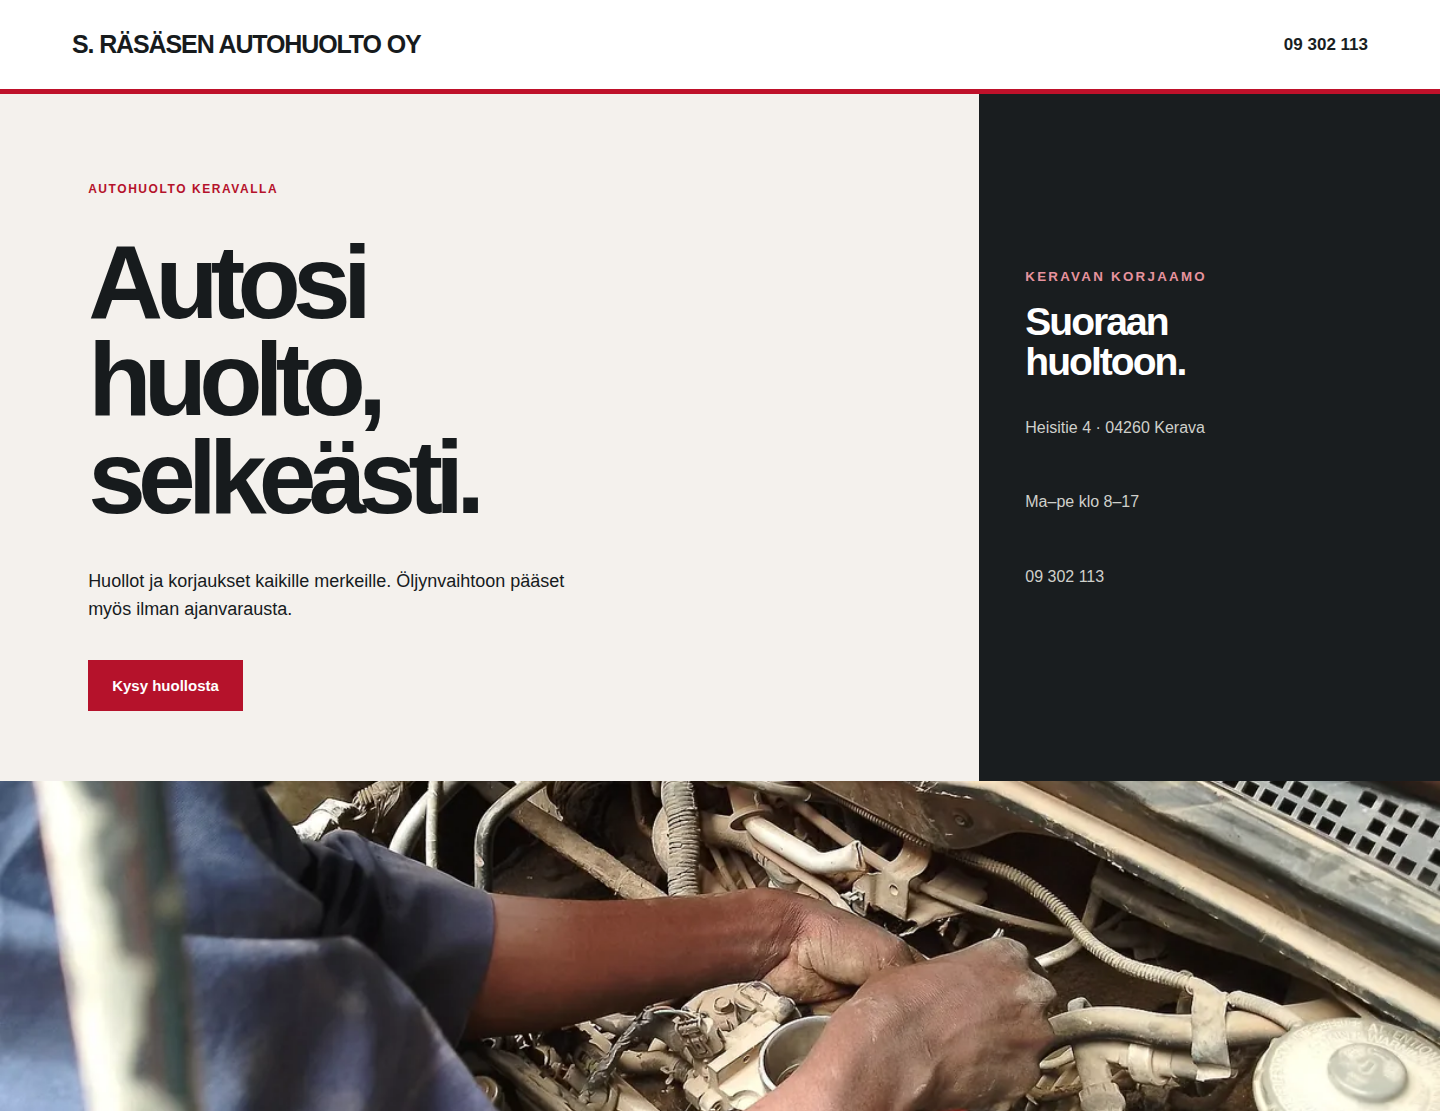 S. RÄSÄSEN AUTOHUOLTO OY
09 302 113
AUTOHUOLTO KERAVALLA
Autosi
huolto,
selkeästi.
Huollot ja korjaukset kaikille merkeille. Öljynvaihtoon pääset
myös ilman ajanvarausta.
Kysy huollosta
KERAVAN KORJAAMO
Suoraan
huoltoon.
Heisitie 4 · 04260 Kerava
Ma–pe klo 8–17
09 302 113